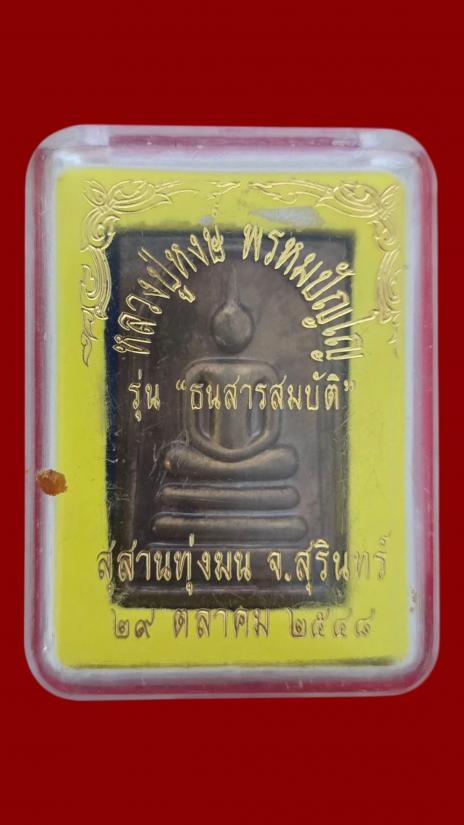 หลวงปู่หงษ์ พรหมปัญโญ
รุ่น “ธนสารสมบัติ”
สุสานทุ่งมน จ.สุรินทร์
๒๙ ตุลาคม ๒๕๔๘